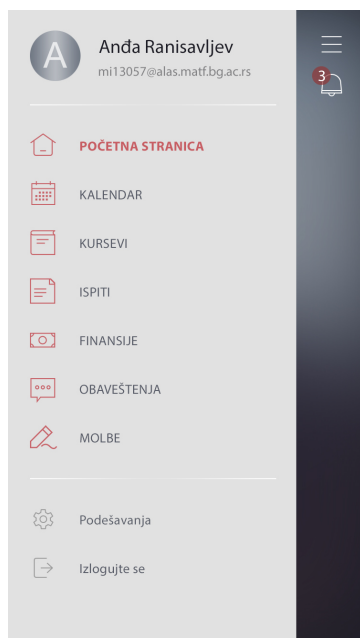 A
Anđa Ranisavljev
mi13057@alas.matf.bg.ac.rs
3
POČETNA STRANICA
KALENDAR
KURSEVI
ISPITI
FINANSIJE
OBAVEŠTENJA
MOLBE
Podešavanja
Izlogujte se